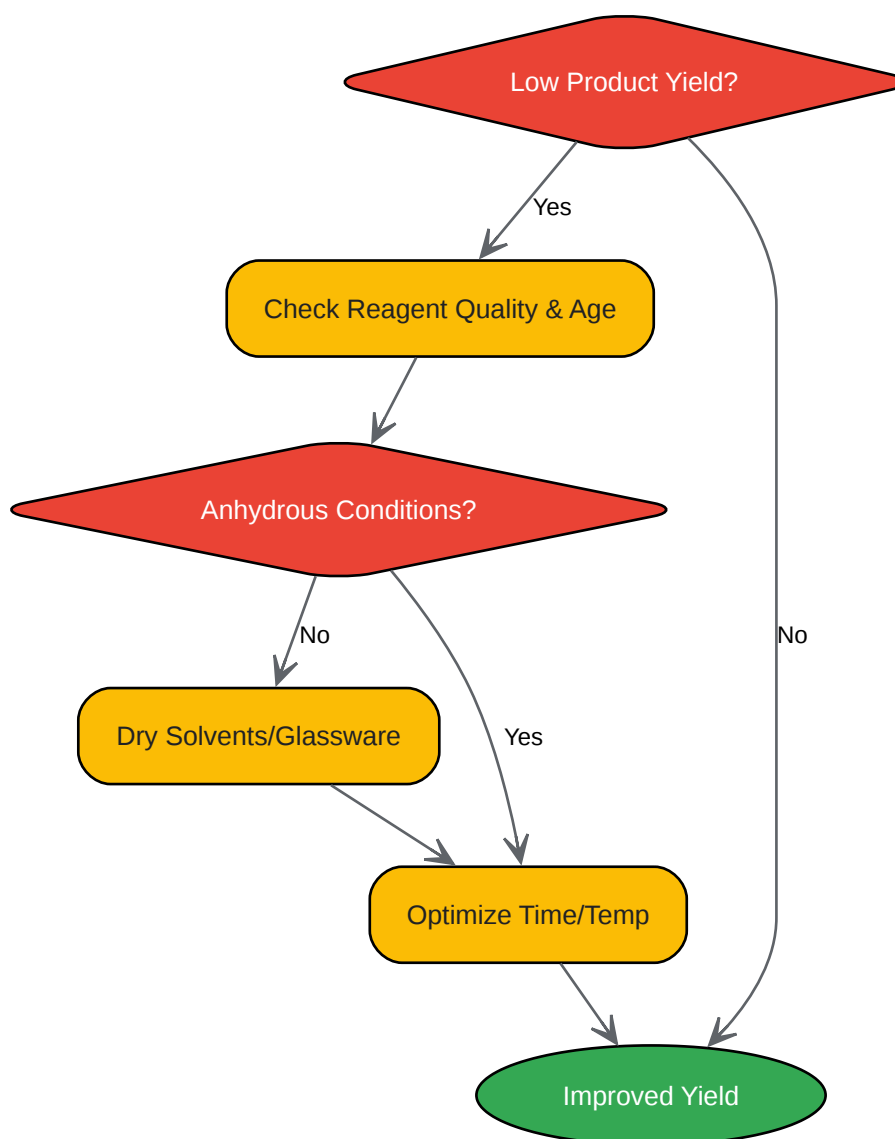 Low Product Yield?
Yes
Check Reagent Quality & Age
Anhydrous Conditions?
No
No
Dry Solvents/Glassware
Yes
Optimize Time/Temp
Improved Yield